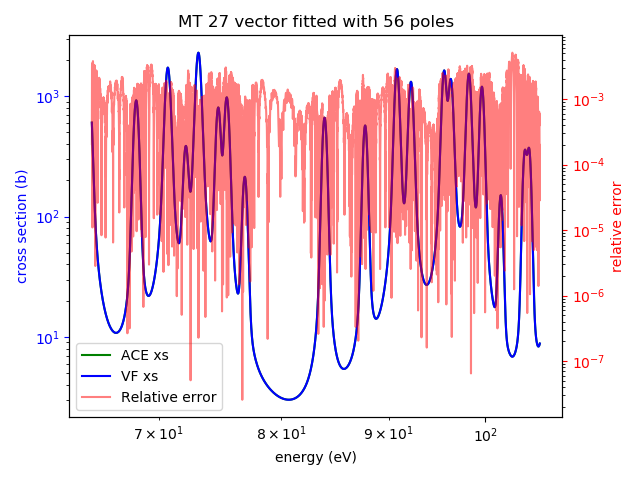 MT 27 vector fitted with 56 poles
cross section (b)
10³
10²
10¹
10⁻³
10⁻⁴
10⁻⁵
10⁻⁶
10⁻⁷
relative error
ACE xs
VF xs
Relative error
7 × 10¹ 8 × 10¹ 9 × 10¹ 10²
energy (eV)